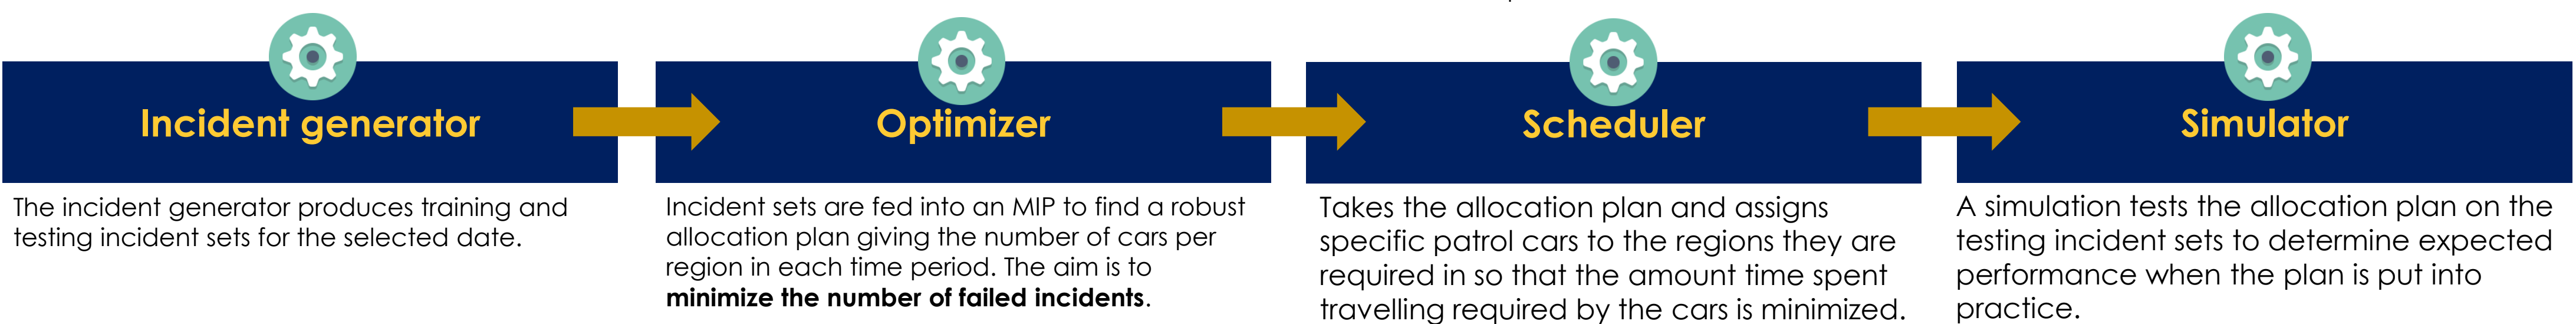 Incident generator
The incident generator produces training and
testing incident sets for the selected date.
Optimizer
Incident sets are fed into an MIP to find a robust
allocation plan giving the number of cars per
region in each time period. The aim is to
minimize the number of failed incidents.
Scheduler
Takes the allocation plan and assigns
specific patrol cars to the regions they are
required in so that the amount time spent
travelling required by the cars is minimized.
Simulator
A simulation tests the allocation plan on the
testing incident sets to determine expected
performance when the plan is put into
practice.